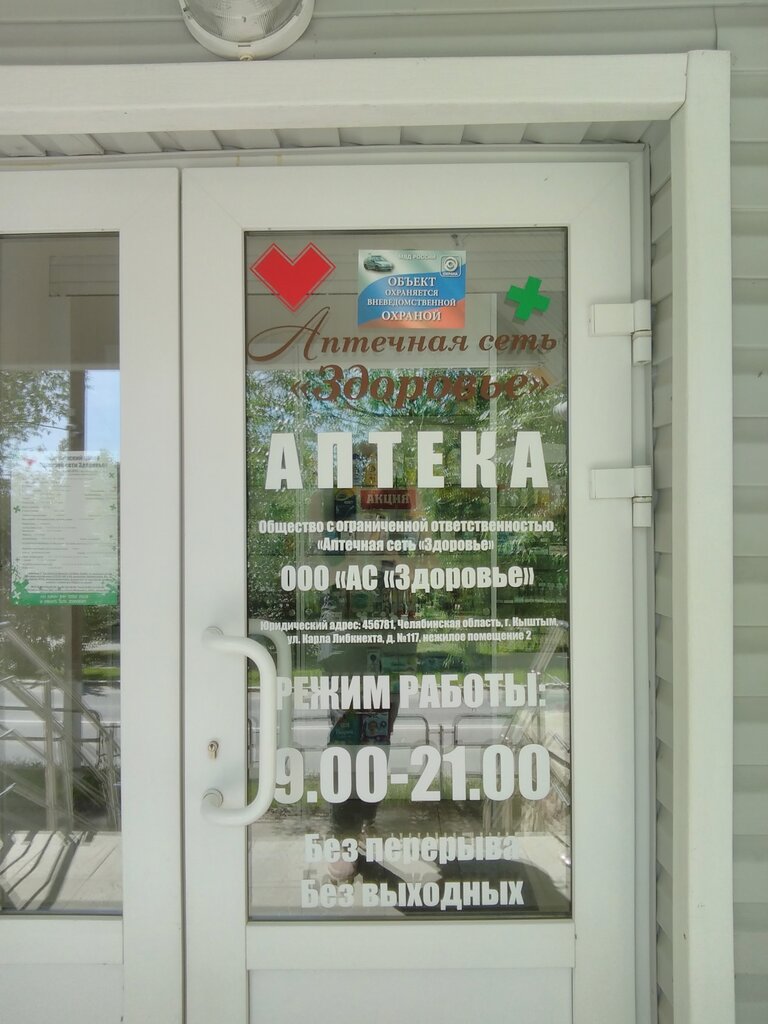 МВД РОССИИ
ОХРАНА
ОБЪЕКТ
ОХРАНЯЕТСЯ
ВНЕВЕДОМСТВЕННОЙ
ОХРАНОЙ
Аптечная сеть
«Здоровье»
АПТЕКА
АКЦИЯ
Общество с ограниченной ответственностью
«Аптечная сеть «Здоровье»
ООО «АС «Здоровье»
Юридический адрес: 456781, Челябинская область, г. Кыштым,
ул. Карла Либкнехта, д. №117, нежилое помещение 2
РЕЖИМ РАБОТЫ:
9.00-21.00
Без перерыва
Без выходных